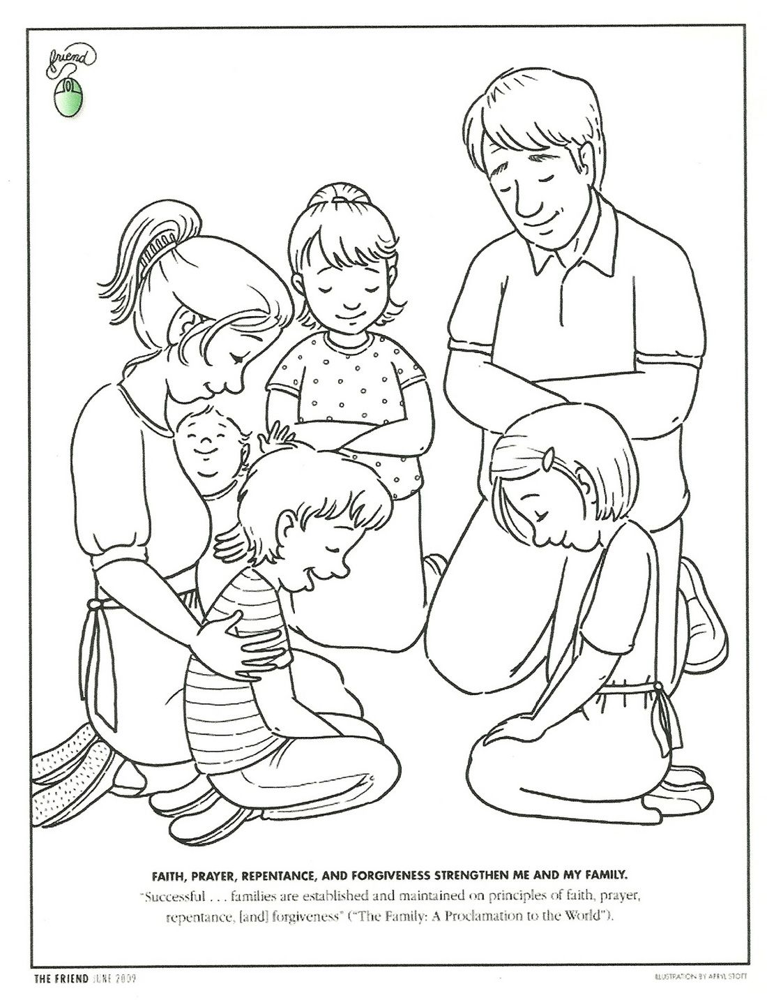 friend
FAITH, PRAYER, REPENTANCE, AND FORGIVENESS STRENGTHEN ME AND MY FAMILY.
"Successful . . . families are established and maintained on principles of faith, prayer,
repentance, [and] forgiveness" ("The Family: A Proclamation to the World").
THE FRIEND JUNE 2009
ILLUSTRATION BY APRYL STOTT